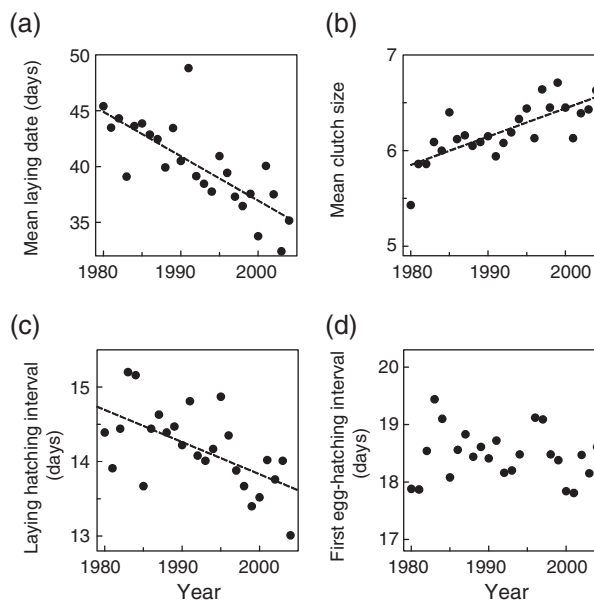 (a)
50
45
40
35
1980
1990
2000
Mean laying date (days)
(b)
7
6
5
1980
1990
2000
Mean clutch size
(c)
15
14
13
1980
1990
2000
Year
Laying hatching interval
(days)
(d)
20
19
18
17
1980
1990
2000
Year
First egg-hatching interval
(days)